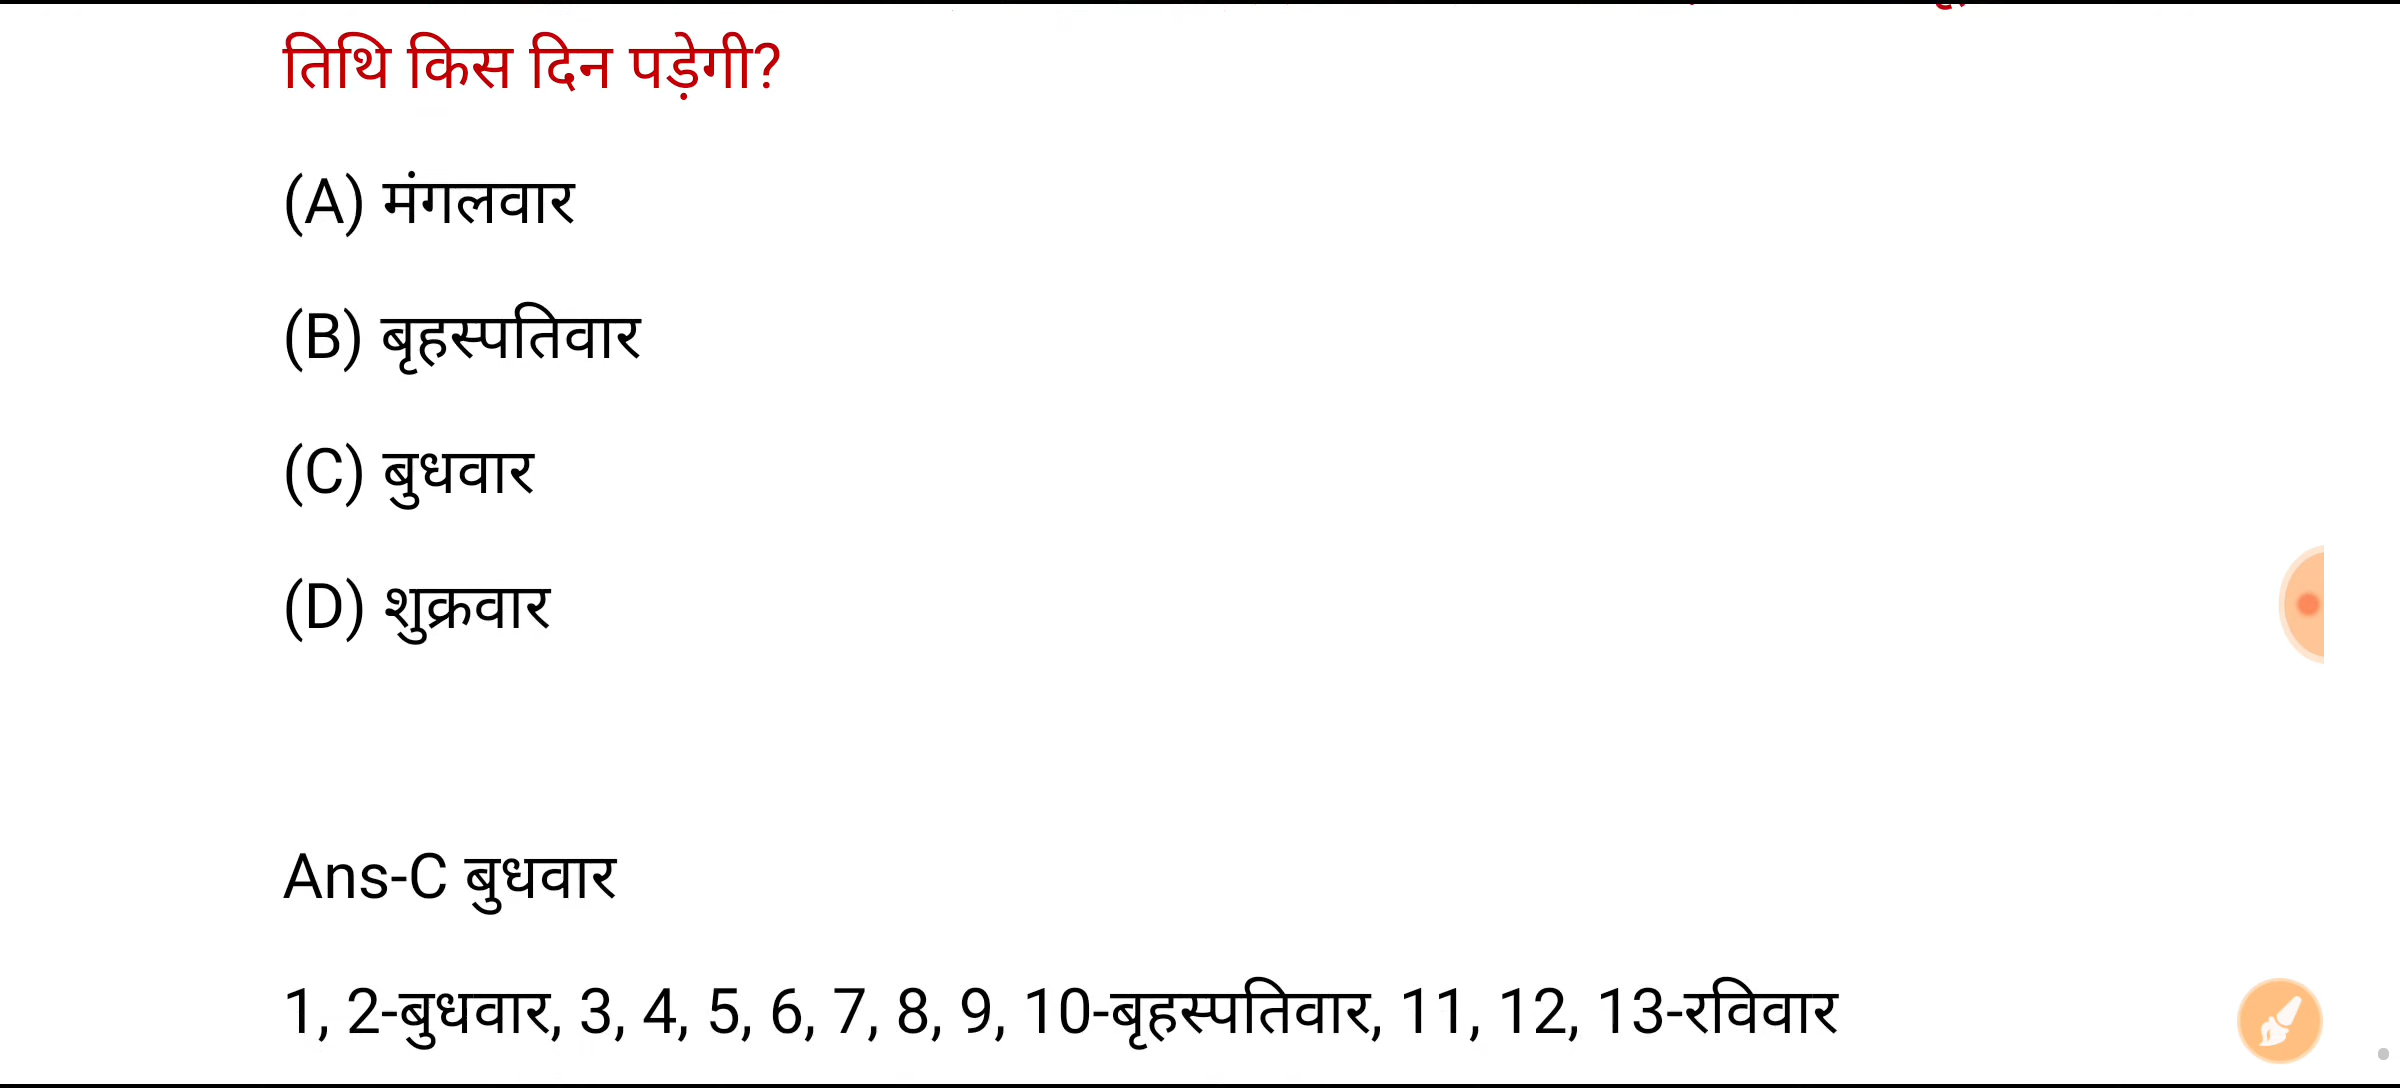 तिथि किस दिन पड़ेगी?
(A) मंगलवार
(B) बृहस्पतिवार
(C) बुधवार
(D) शुक्रवार
Ans-C बुधवार
1, 2-बुधवार, 3, 4, 5, 6, 7, 8, 9, 10-बृहस्पतिवार, 11, 12, 13-रविवार